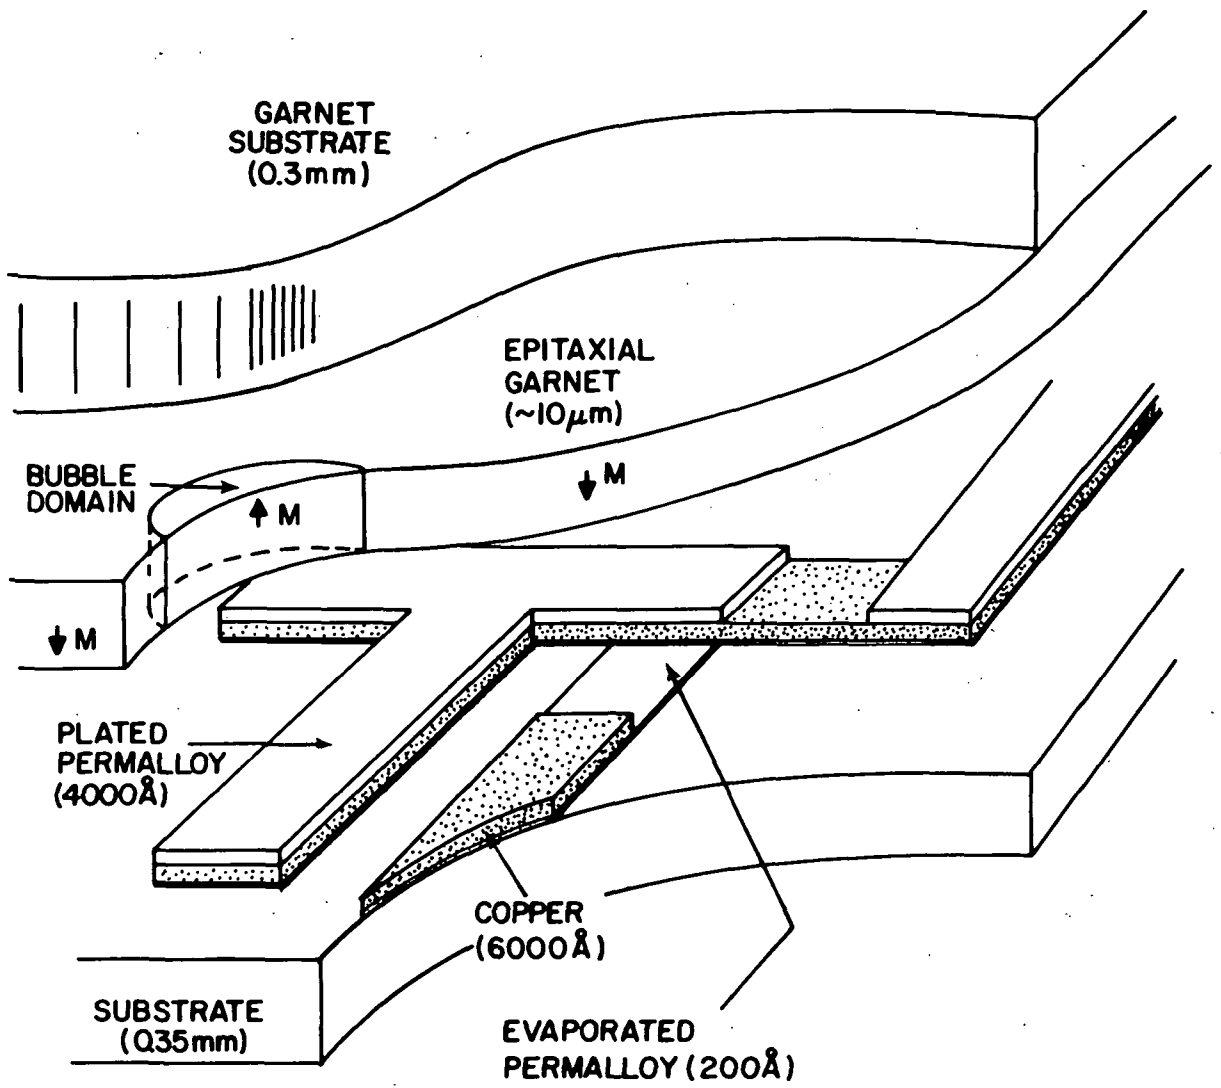 GARNET
SUBSTRATE
(0.3mm)
EPITAXIAL
GARNET
(~10μm)
BUBBLE
DOMAIN
M
M
M
PLATED
PERMALLOY
(4000Å)
COPPER
(6000Å)
SUBSTRATE
(0.35mm)
EVAPORATED
PERMALLOY (200Å)